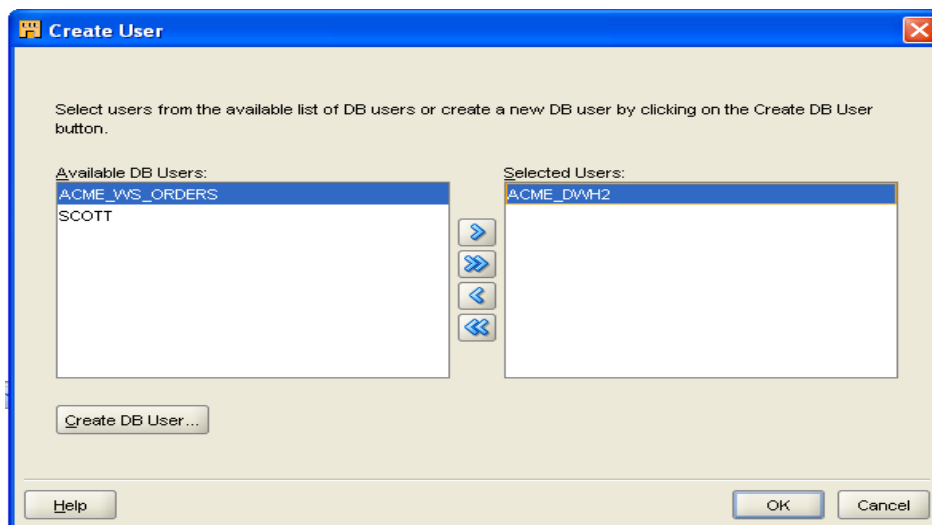 Create User
Select users from the available list of DB users or create a new DB user by clicking on the Create DB User
button.
Available DB Users:
ACME_WS_ORDERS
SCOTT
Selected Users:
ACME_DWH2
Create DB User...
Help
OK
Cancel